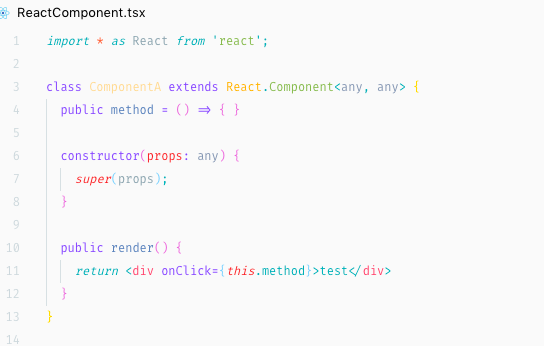 ReactComponent.tsx
1 import * as React from 'react';
2
3 class ComponentA extends React.Component<any, any> {
4 public method = () => { }
5
6 constructor(props: any) {
7 super(props);
8 }
9
10 public render() {
11 return <div onClick={this.method}>test</div>
12 }
13 }
14